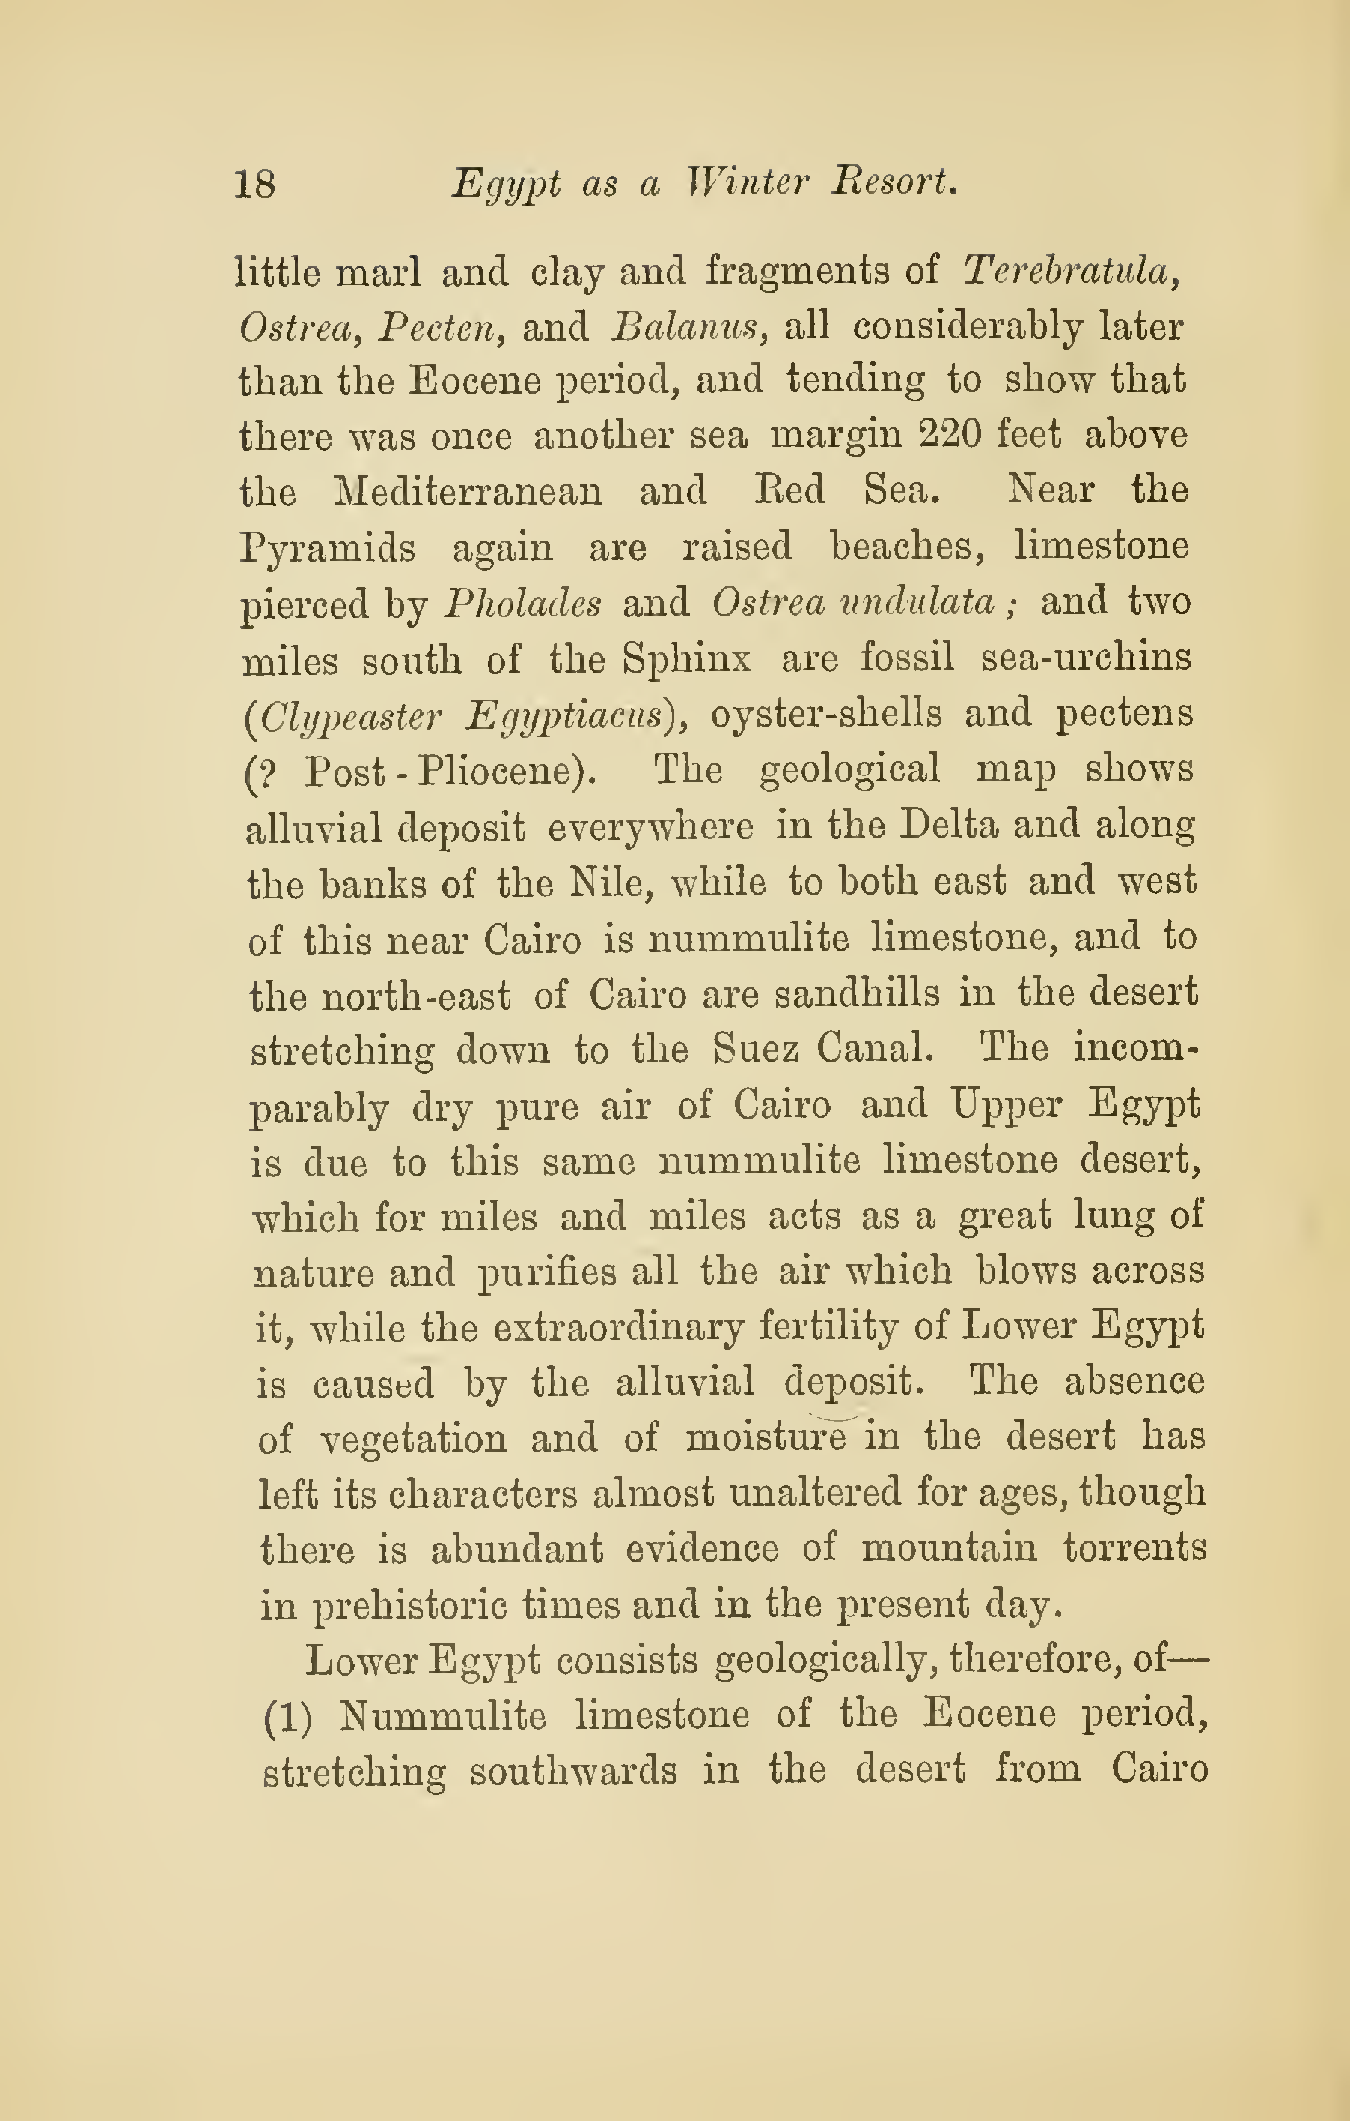 18 Egypt as a Winter Resort.
little marl and clay and fragments of Terebratula,
Ostrea, Pecten, and Balanus, all considerably later
than the Eocene period, and tending to show that
there was once another sea margin 220 feet above
the Mediterranean and Red Sea. Near the
Pyramids again are raised beaches, limestone
pierced by Pholades and Ostrea undulata; and two
miles south of the Sphinx are fossil sea-urchins
(Clypeaster Egyptiacus), oyster-shells and pectens
(? Post-Pliocene). The geological map shows
alluvial deposit everywhere in the Delta and along
the banks of the Nile, while to both east and west
of this near Cairo is nummulite limestone, and to
the north-east of Cairo are sandhills in the desert
stretching down to the Suez Canal. The incom-
parably dry pure air of Cairo and Upper Egypt
is due to this same nummulite limestone desert,
which for miles and miles acts as a great lung of
nature and purifies all the air which blows across
it, while the extraordinary fertility of Lower Egypt
is caused by the alluvial deposit. The absence
of vegetation and of moisture in the desert has
left its characters almost unaltered for ages, though
there is abundant evidence of mountain torrents
in prehistoric times and in the present day.
Lower Egypt consists geologically, therefore, of—
(1) Nummulite limestone of the Eocene period,
stretching southwards in the desert from Cairo